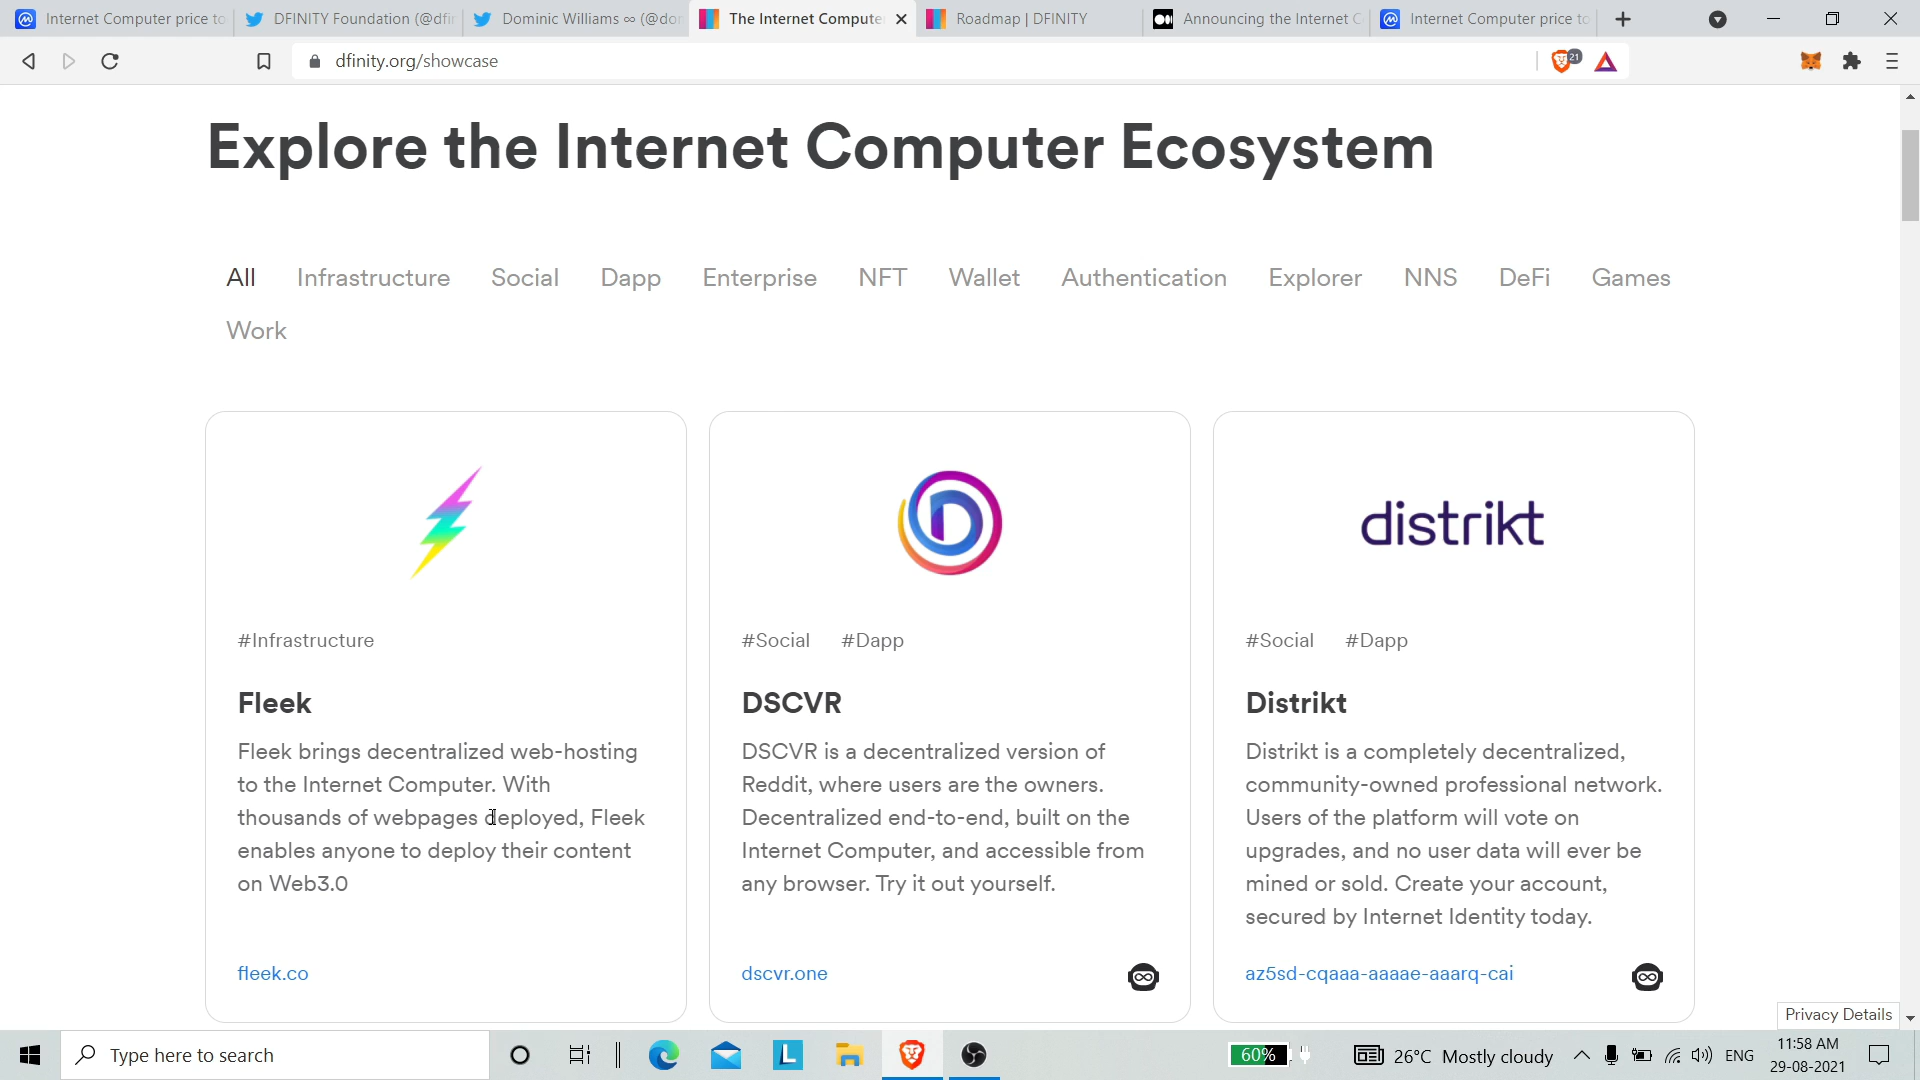 Internet Computer price to
DFINITY Foundation (@dfi
Dominic Williams ∞ (@do
The Internet Compute
Roadmap | DFINITY
Announcing the Internet C
Internet Computer price to
dfinity.org/showcase
21
Explore the Internet Computer Ecosystem
All Infrastructure Social Dapp Enterprise NFT Wallet Authentication Explorer NNS DeFi Games
Work
distrikt
#Infrastructure
Fleek
Fleek brings decentralized web-hosting
to the Internet Computer. With
thousands of webpages deployed, Fleek
enables anyone to deploy their content
on Web3.0
fleek.co
#Social #Dapp
DSCVR
DSCVR is a decentralized version of
Reddit, where users are the owners.
Decentralized end-to-end, built on the
Internet Computer, and accessible from
any browser. Try it out yourself.
dscvr.one
#Social #Dapp
Distrikt
Distrikt is a completely decentralized,
community-owned professional network.
Users of the platform will vote on
upgrades, and no user data will ever be
mined or sold. Create your account,
secured by Internet Identity today.
az5sd-cqaaa-aaaae-aaarq-cai
Privacy Details
Type here to search
L
60%
26°C Mostly cloudy
ENG
11:58 AM
29-08-2021